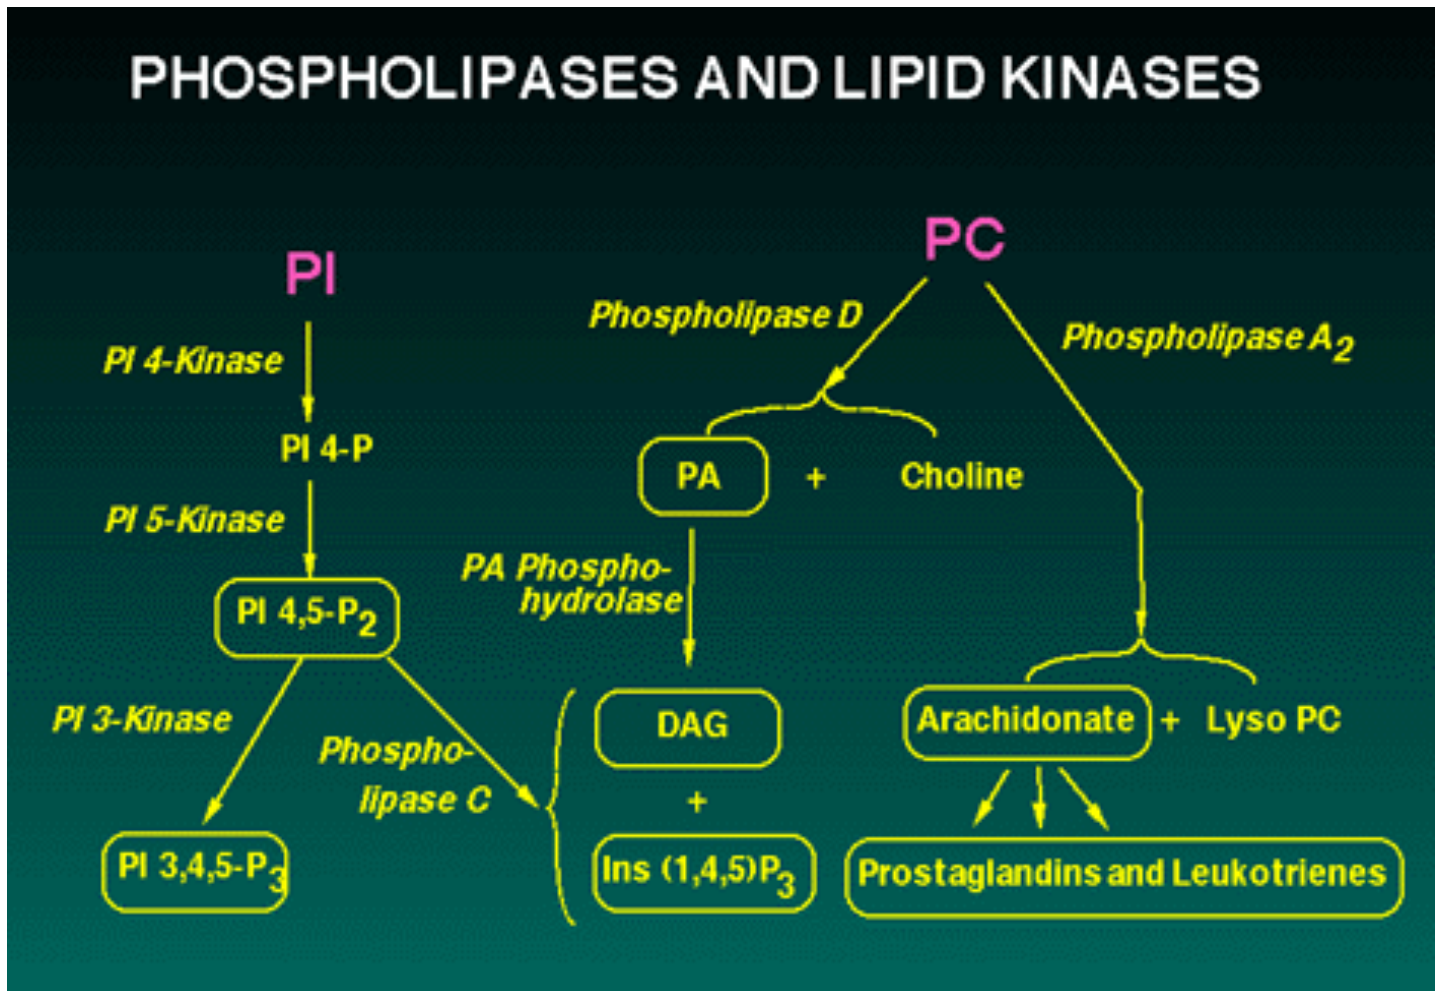 PHOSPHOLIPASES AND LIPID KINASES
PI
PI 4-Kinase
PI 4-P
PI 5-Kinase
PI 4,5-P2
PI 3-Kinase
Phospho-
lipase C
PI 3,4,5-P3
PC
Phospholipase D
Phospholipase A2
PA + Choline
PA Phospho-
hydrolase
DAG
+
Ins (1,4,5)P3
Arachidonate + Lyso PC
Prostaglandins and Leukotrienes